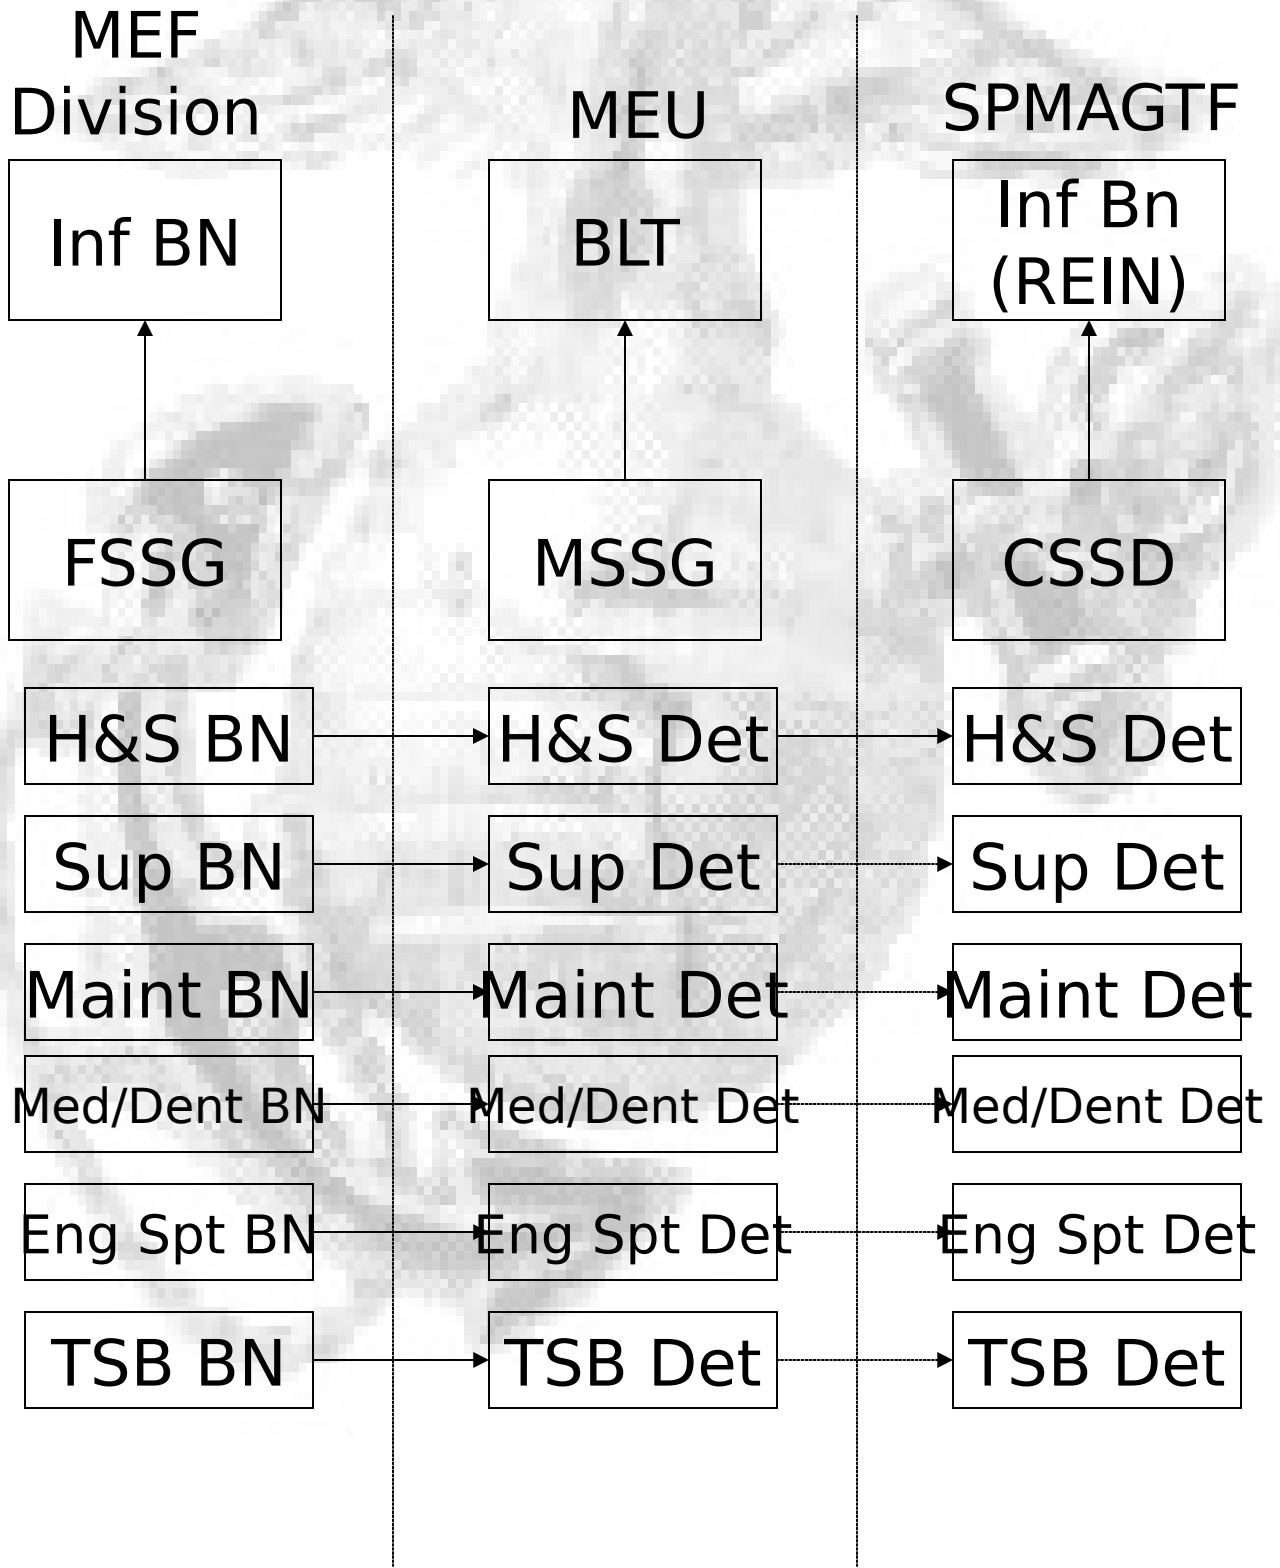 MEF
Division
MEU
SPMAGTF
Inf BN
BLT
Inf Bn
(REIN)
FSSG
MSSG
CSSD
H&S BN
H&S Det
H&S Det
Sup BN
Sup Det
Sup Det
Maint BN
Maint Det
Maint Det
Med/Dent BN
Med/Dent Det
Med/Dent Det
Eng Spt BN
Eng Spt Det
Eng Spt Det
TSB BN
TSB Det
TSB Det